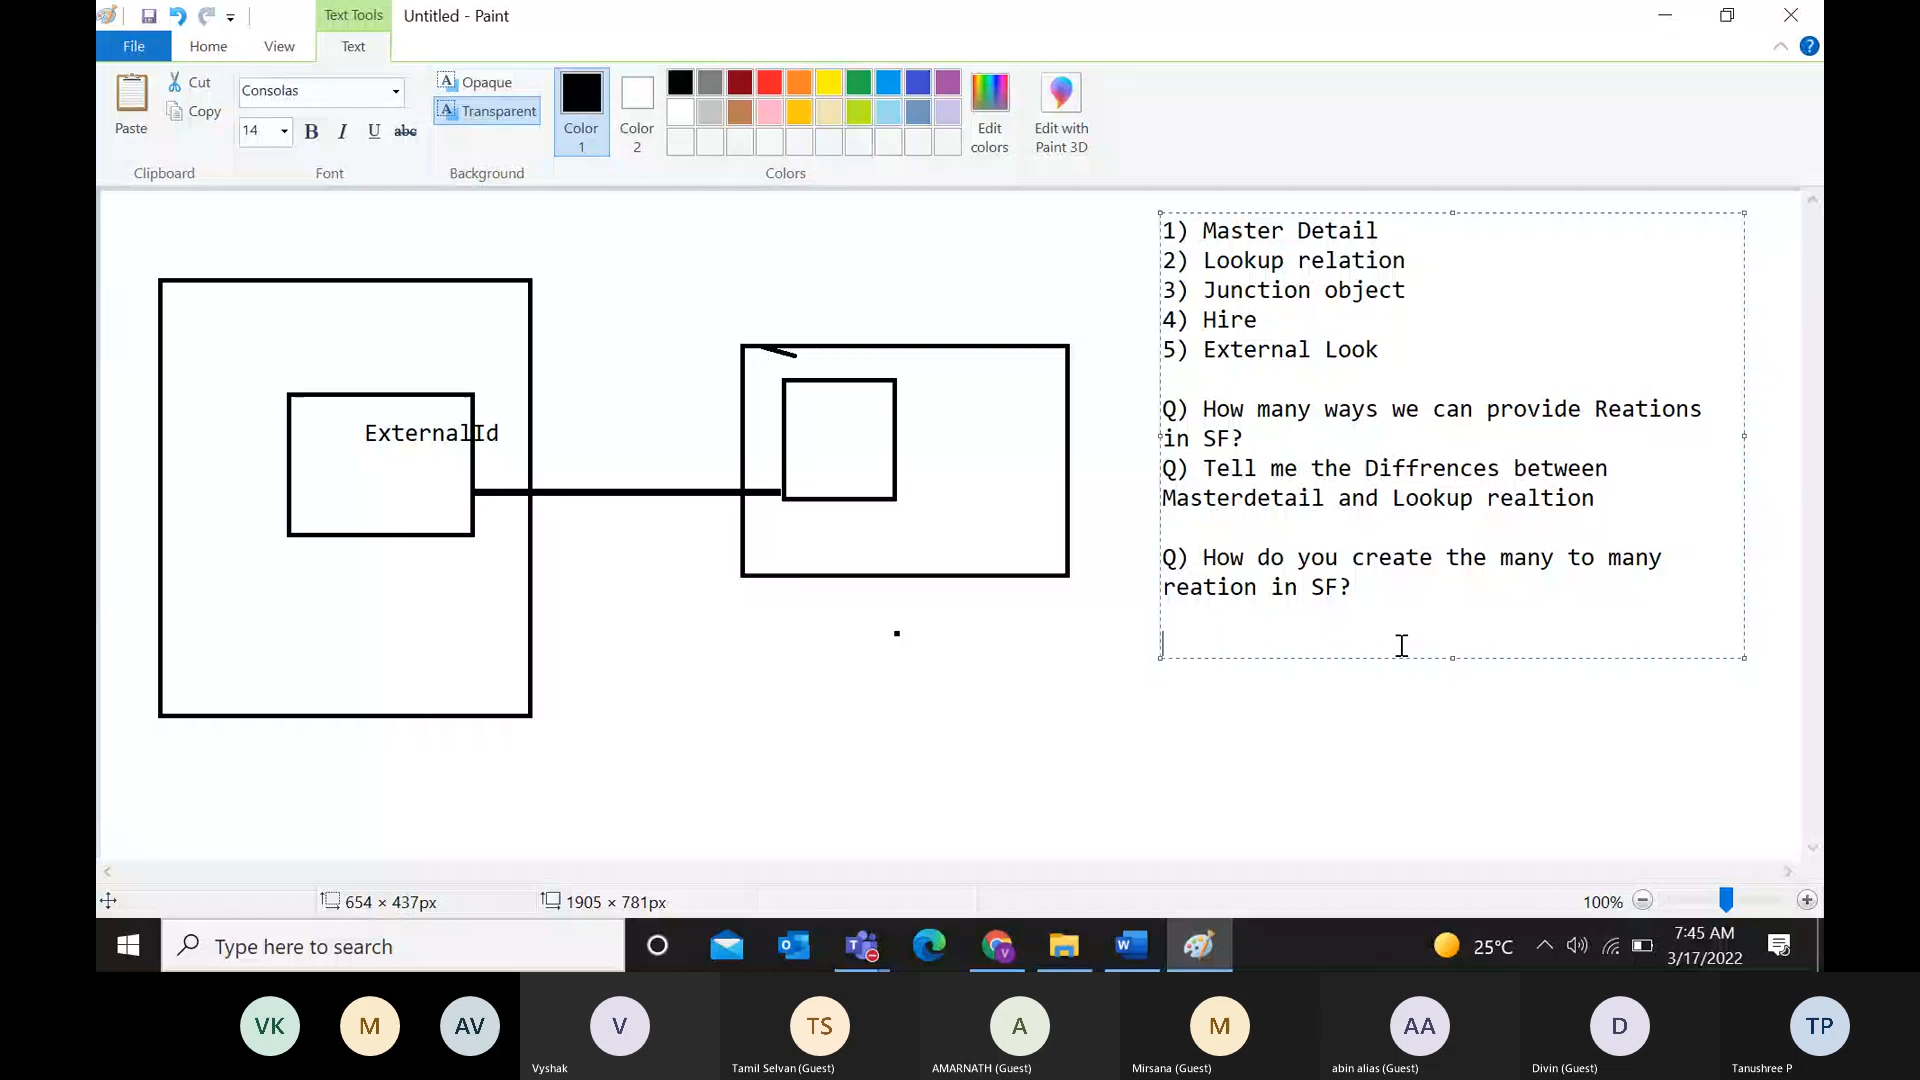 Text Tools
Untitled - Paint
File
Home
View
Text
Paste
Cut
Copy
Clipboard
Consolas
14
B I U abc
Font
Opaque
Transparent
Background
Color 1
Color 2
Edit colors
Edit with Paint 3D
Colors
ExternalId
1) Master Detail
2) Lookup relation
3) Junction object
4) Hire
5) External Look
Q) How many ways we can provide Reations
in SF?
Q) Tell me the Diffrences between
Masterdetail and Lookup realtion
Q) How do you create the many to many
reation in SF?
654 × 437px
1905 × 781px
100%
Type here to search
25°C
7:45 AM
3/17/2022
VK
M
AV
V
TS
A
M
AA
D
TP
Vyshak
Tamil Selvan (Guest)
AMARNATH (Guest)
Mirsana (Guest)
abin alias (Guest)
Divin (Guest)
Tanushree P